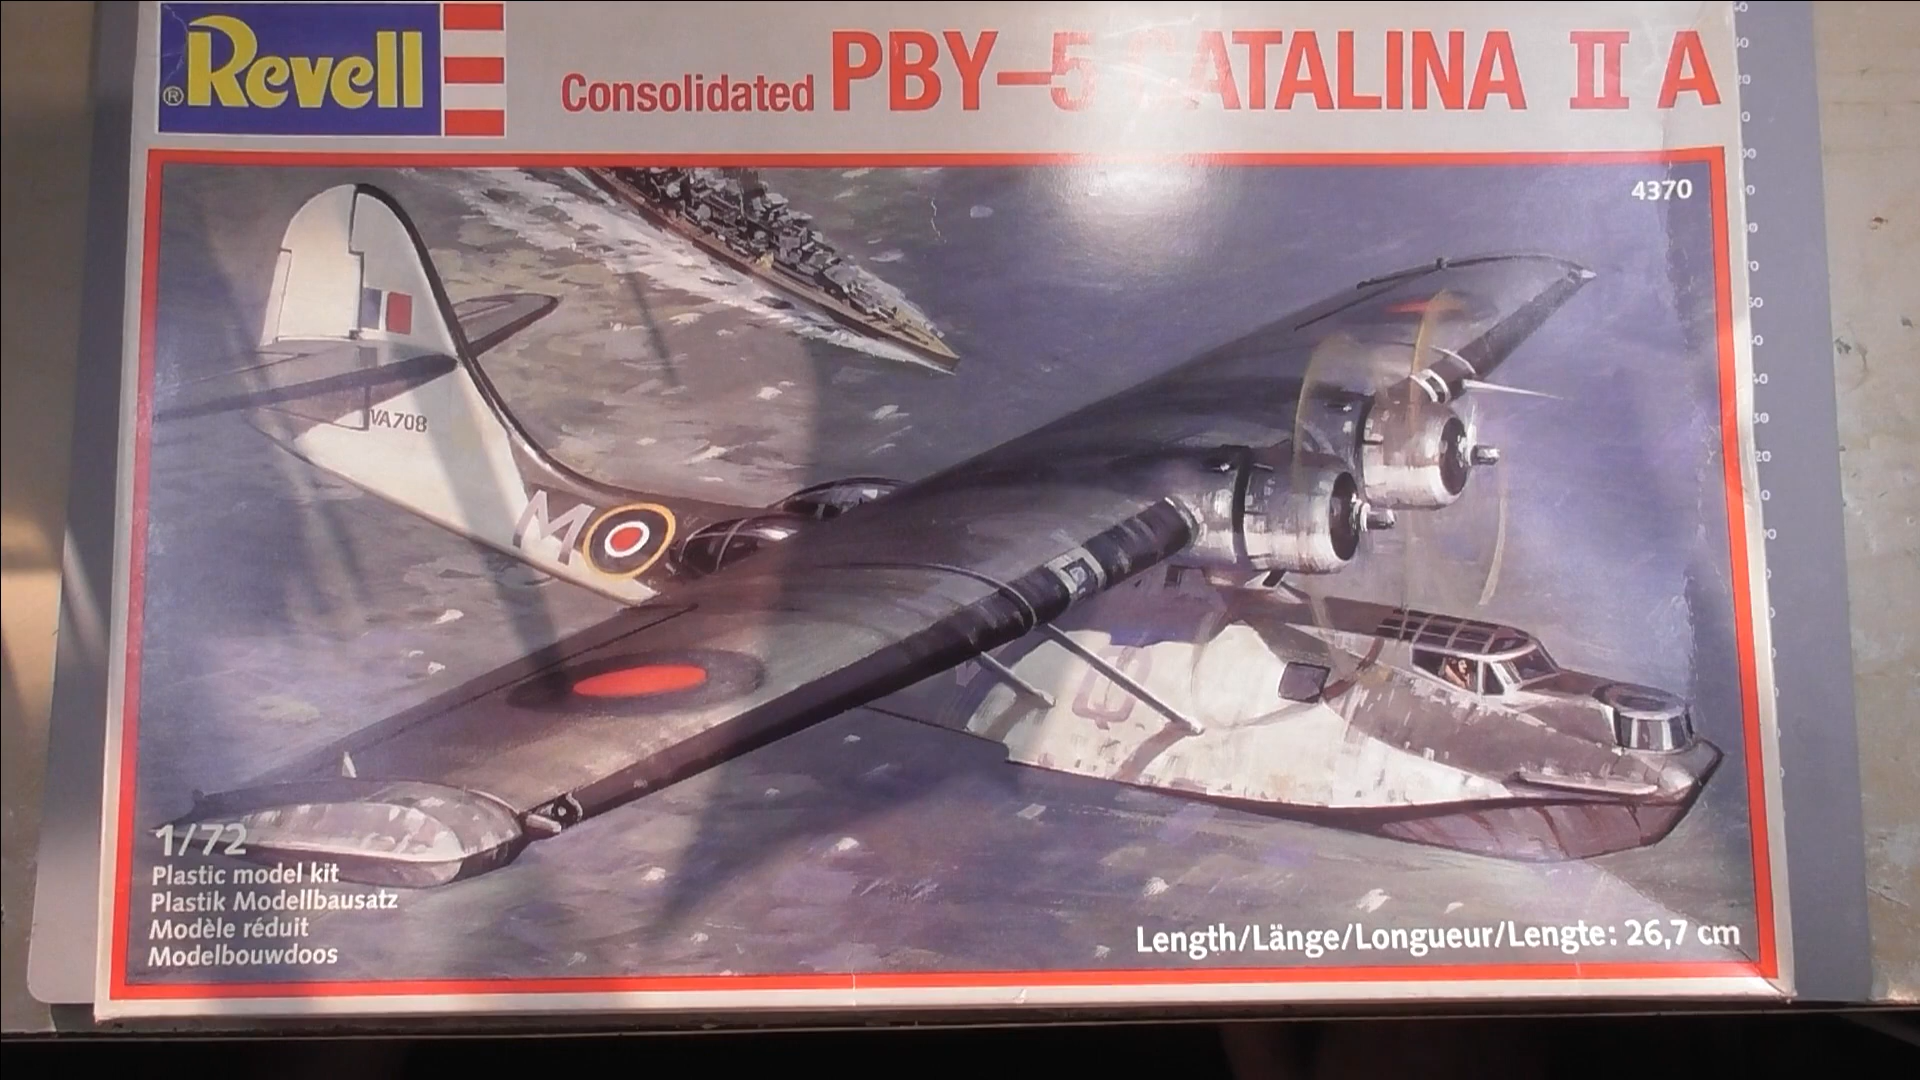 ®Revell
Consolidated PBY-5 CATALINA II A
4370
VA708
M
Q
1/72
Plastic model kit
Plastik Modellbausatz
Modèle réduit
Modelbouwdoos
Length/Länge/Longueur/Lengte: 26,7 cm